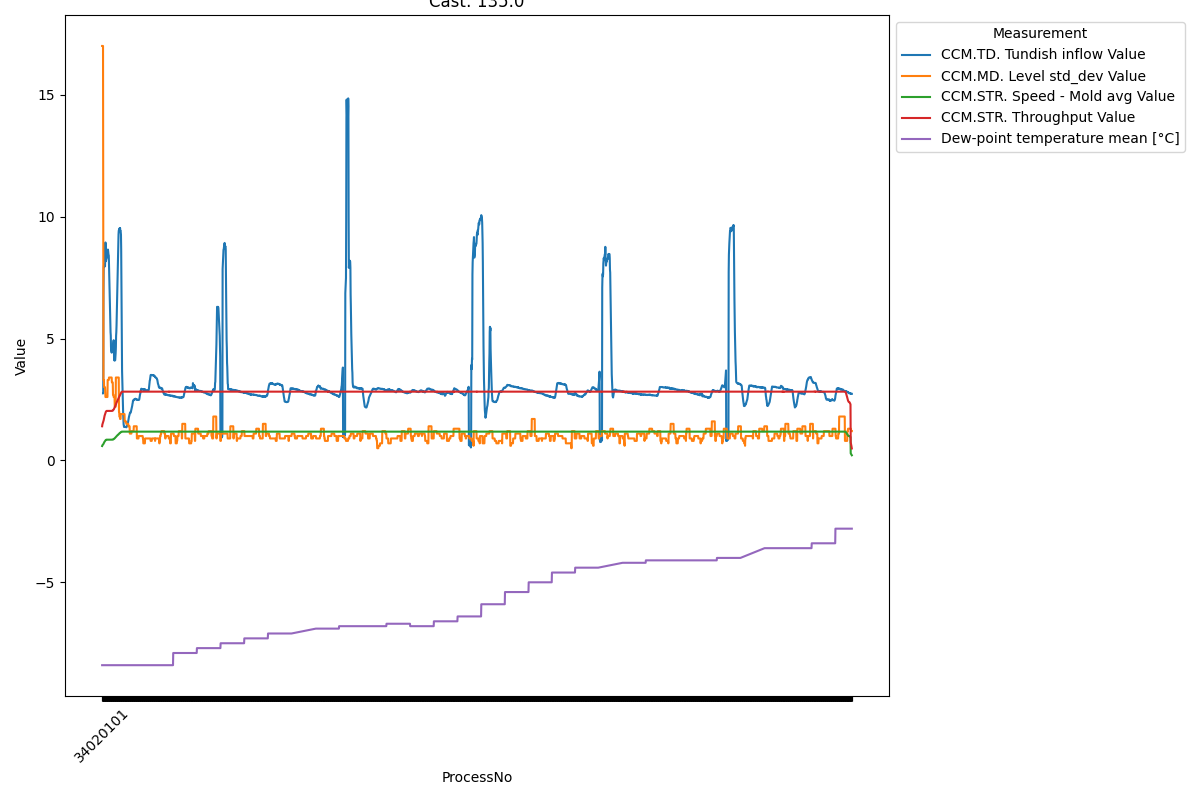 Cast: 135.0
Measurement
CCM.TD. Tundish inflow Value
CCM.MD. Level std_dev Value
CCM.STR. Speed - Mold avg Value
CCM.STR. Throughput Value
Dew-point temperature mean [°C]
15
10
5
0
−5
Value
34020101
ProcessNo